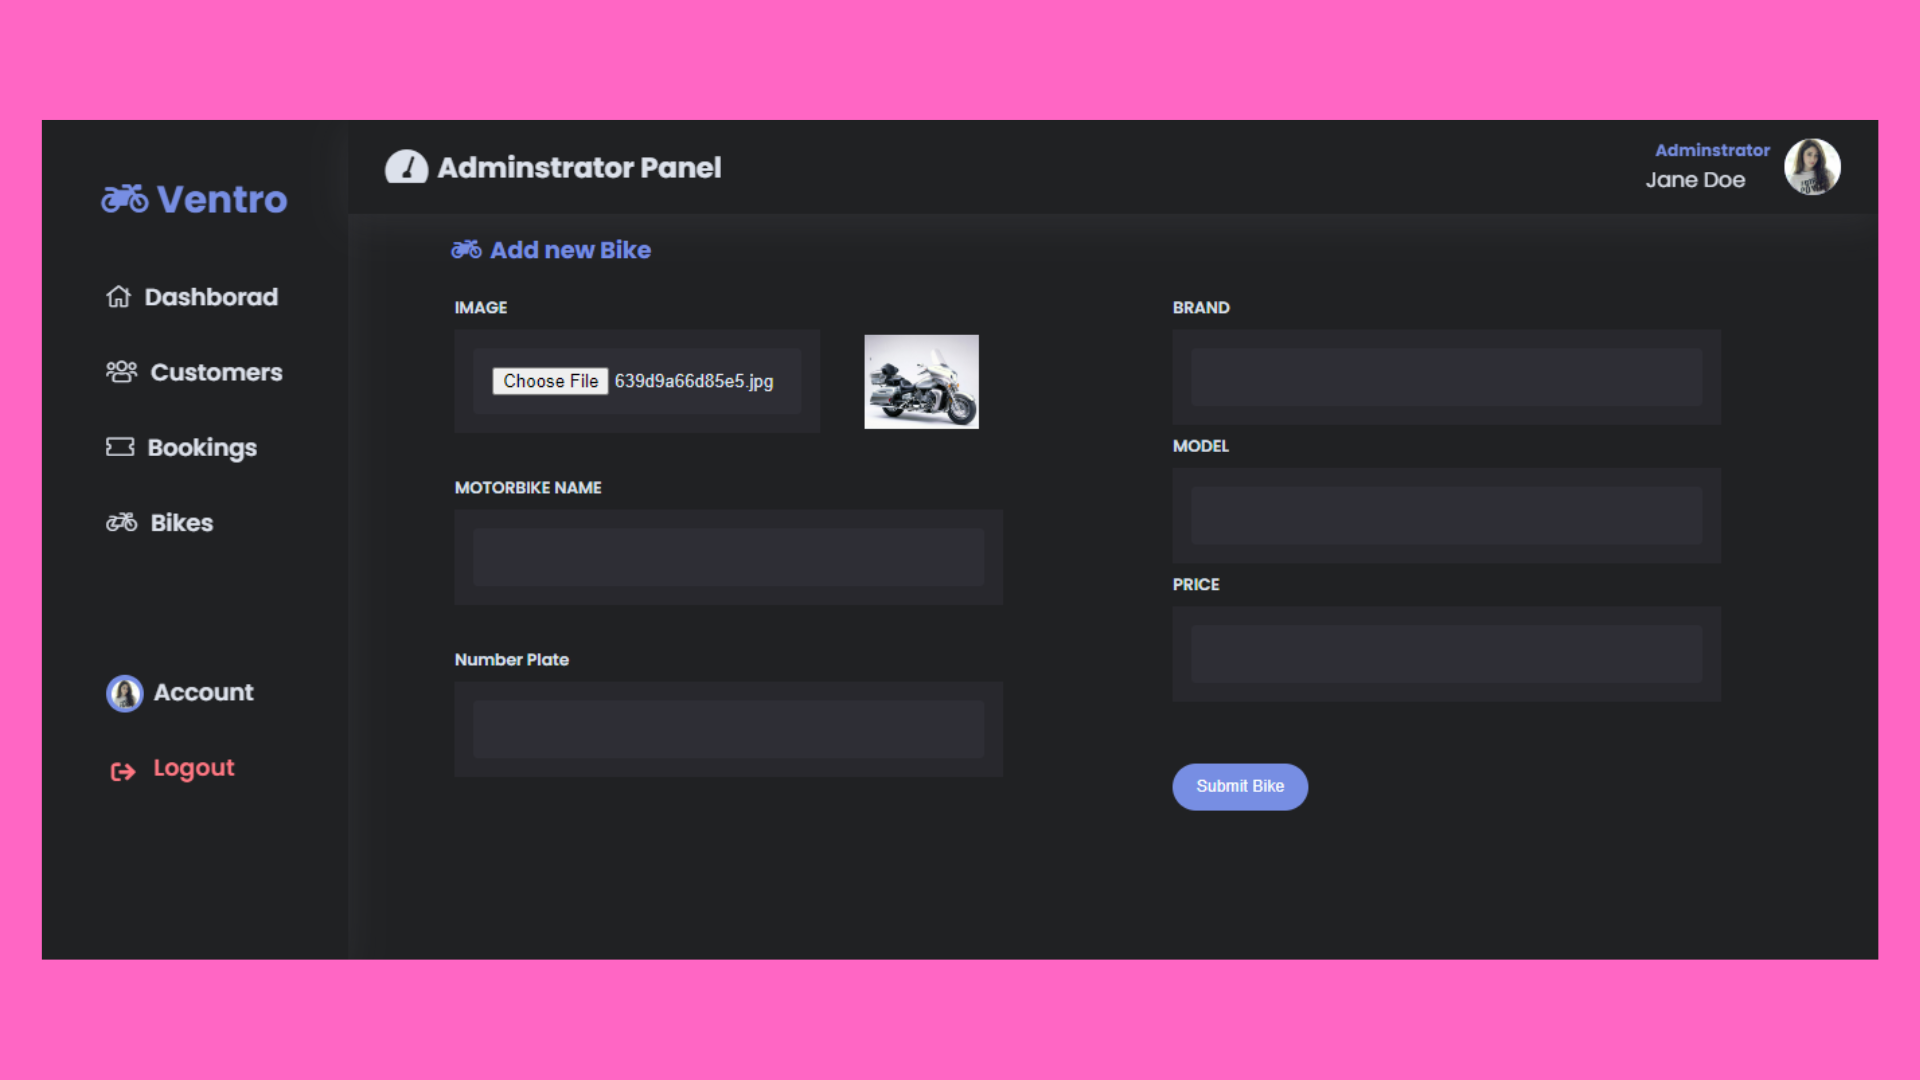 Ventro
Dashborad
Customers
Bookings
Bikes
Account
Logout
Adminstrator Panel
Adminstrator
Jane Doe
Add new Bike
IMAGE
Choose File 639d9a66d85e5.jpg
MOTORBIKE NAME
Number Plate
BRAND
MODEL
PRICE
Submit Bike